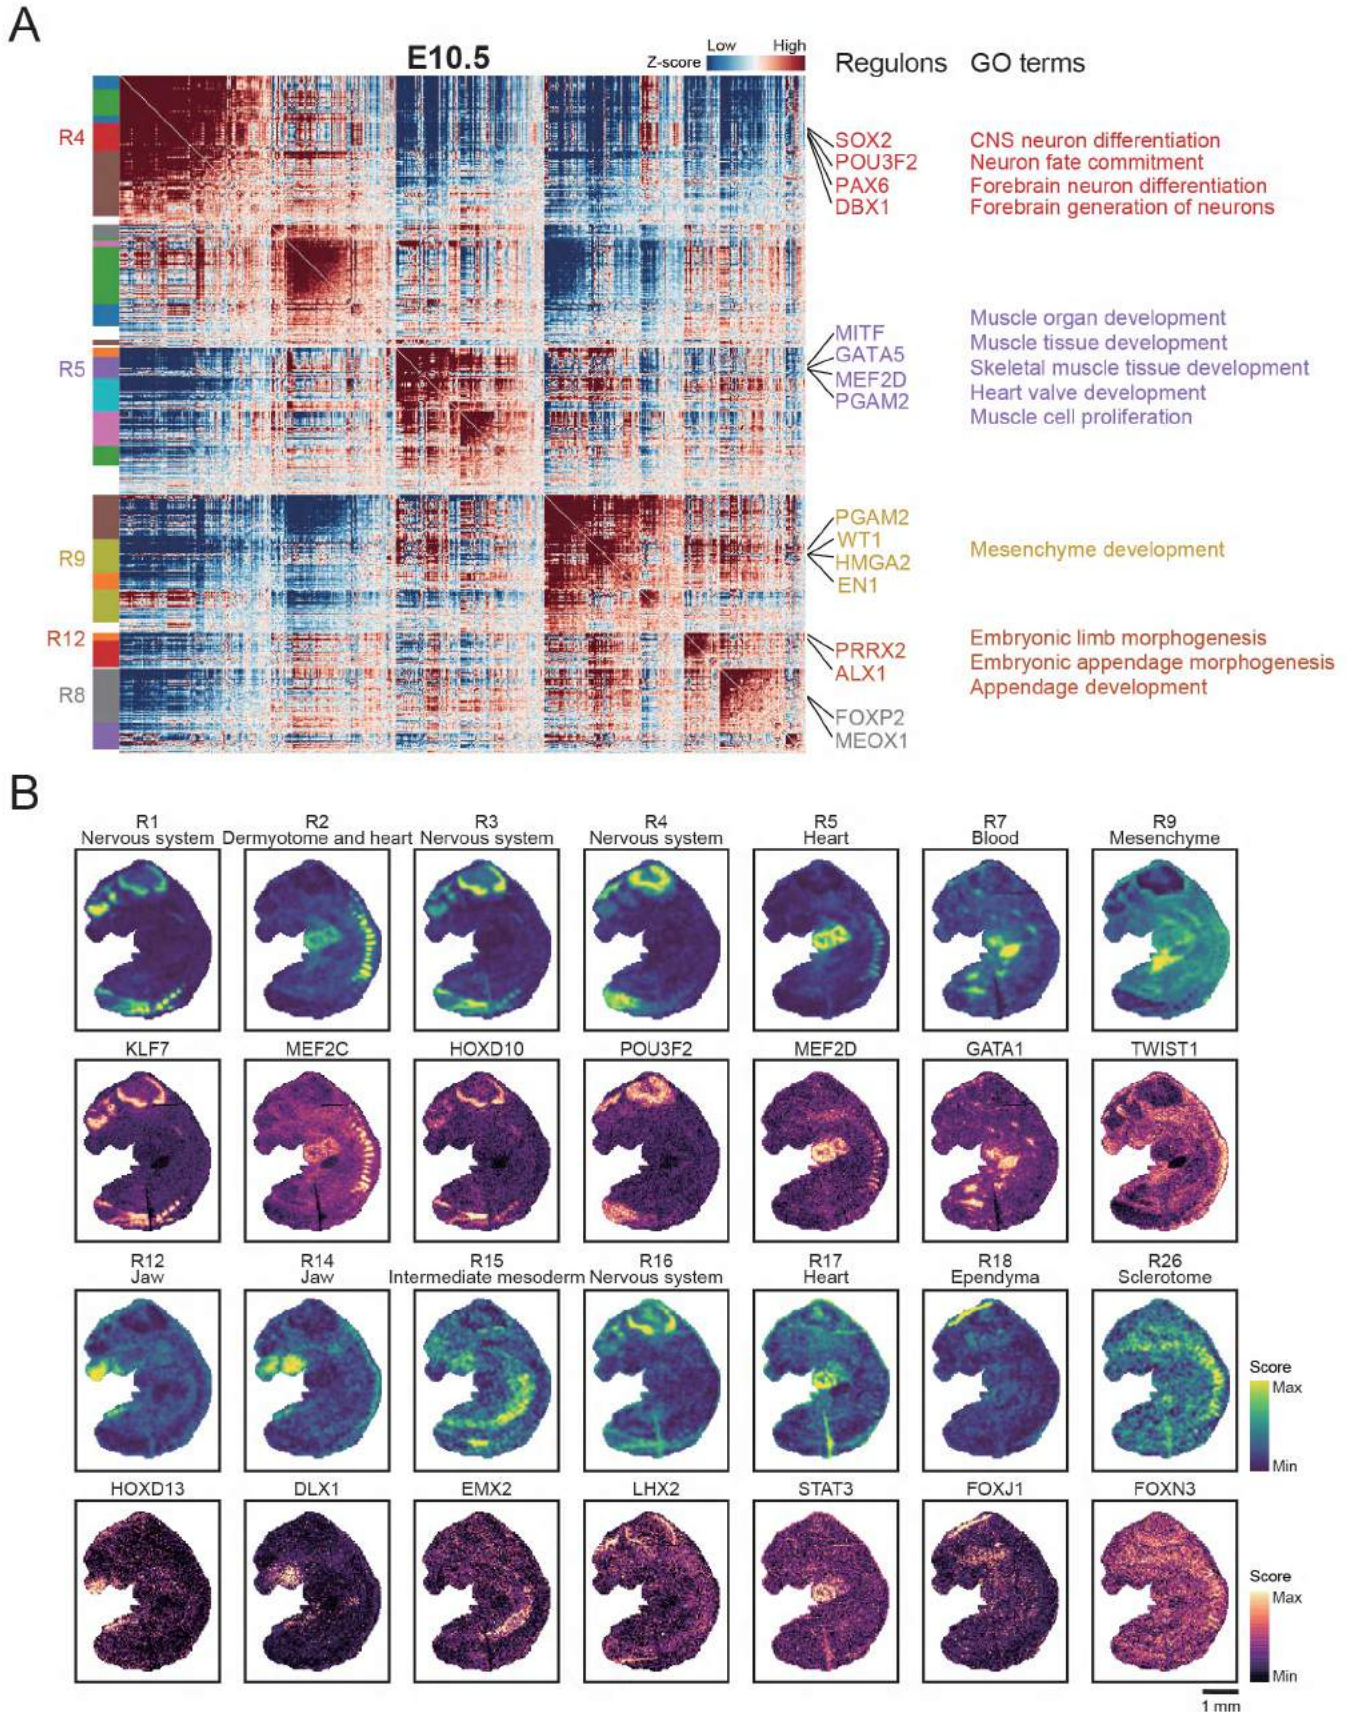 A
E10.5
Low High
Z-score
Regulons GO terms
R4
SOX2 CNS neuron differentiation
POU3F2 Neuron fate commitment
PAX6 Forebrain neuron differentiation
DBX1 Forebrain generation of neurons
R5
MITF
GATA5
MEF2D
PGAM2
Muscle organ development
Muscle tissue development
Skeletal muscle tissue development
Heart valve development
Muscle cell proliferation
R9
PGAM2
WT1
HMGA2
EN1
Mesenchyme development
R12
PRRX2
ALX1
Embryonic limb morphogenesis
Embryonic appendage morphogenesis
Appendage development
R8
FOXP2
MEOX1
B
R1 R2 R3 R4 R5 R7 R9
Nervous system Dermyotome and heart Nervous system Nervous system Heart Blood Mesenchyme
KLF7 MEF2C HOXD10 POU3F2 MEF2D GATA1 TWIST1
R12 R14 R15 R16 R17 R18 R26
Jaw Jaw Intermediate mesoderm Nervous system Heart Ependyma Sclerotome
Score
Max
Min
HOXD13 DLX1 EMX2 LHX2 STAT3 FOXJ1 FOXN3
Score
Max
Min
1 mm